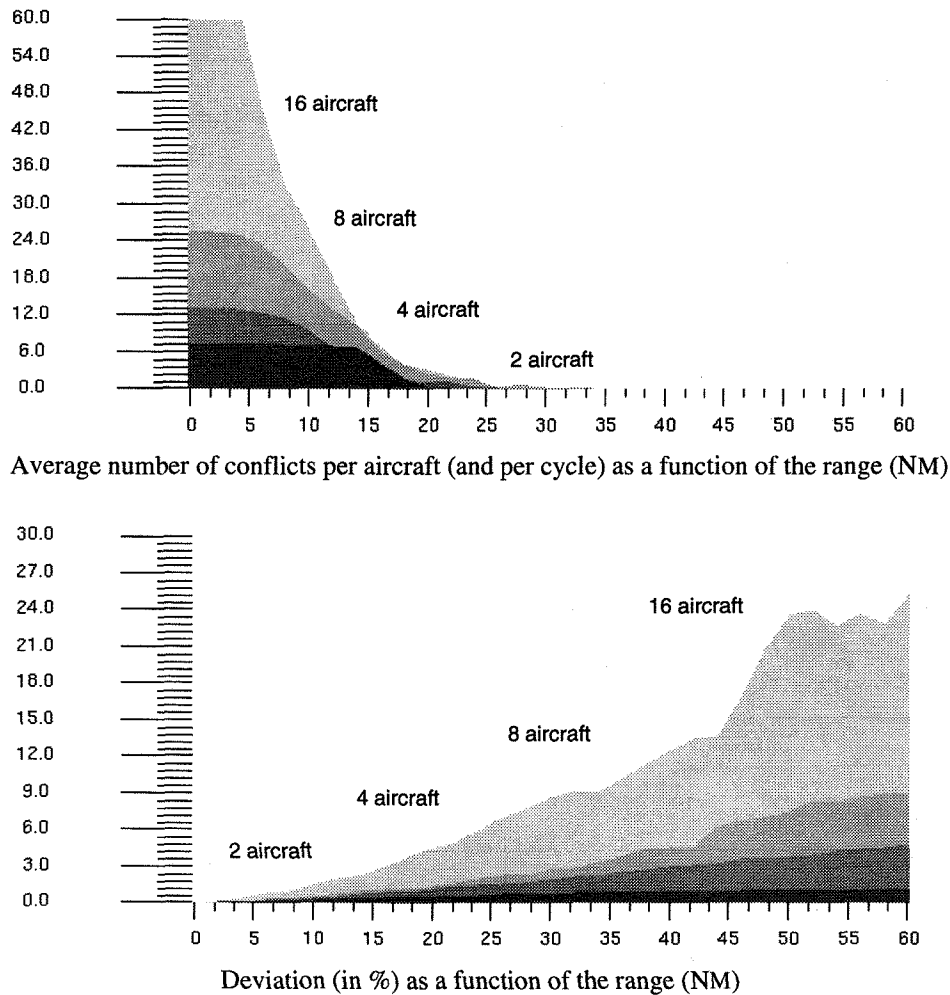 60.0
54.0
48.0
42.0
36.0
30.0
24.0
18.0
12.0
6.0
0.0
16 aircraft
8 aircraft
4 aircraft
2 aircraft
0 5 10 15 20 25 30 35 40 45 50 55 60
Average number of conflicts per aircraft (and per cycle) as a function of the range (NM)
30.0
27.0
24.0
21.0
18.0
15.0
12.0
9.0
6.0
3.0
0.0
16 aircraft
8 aircraft
4 aircraft
2 aircraft
0 5 10 15 20 25 30 35 40 45 50 55 60
Deviation (in %) as a function of the range (NM)